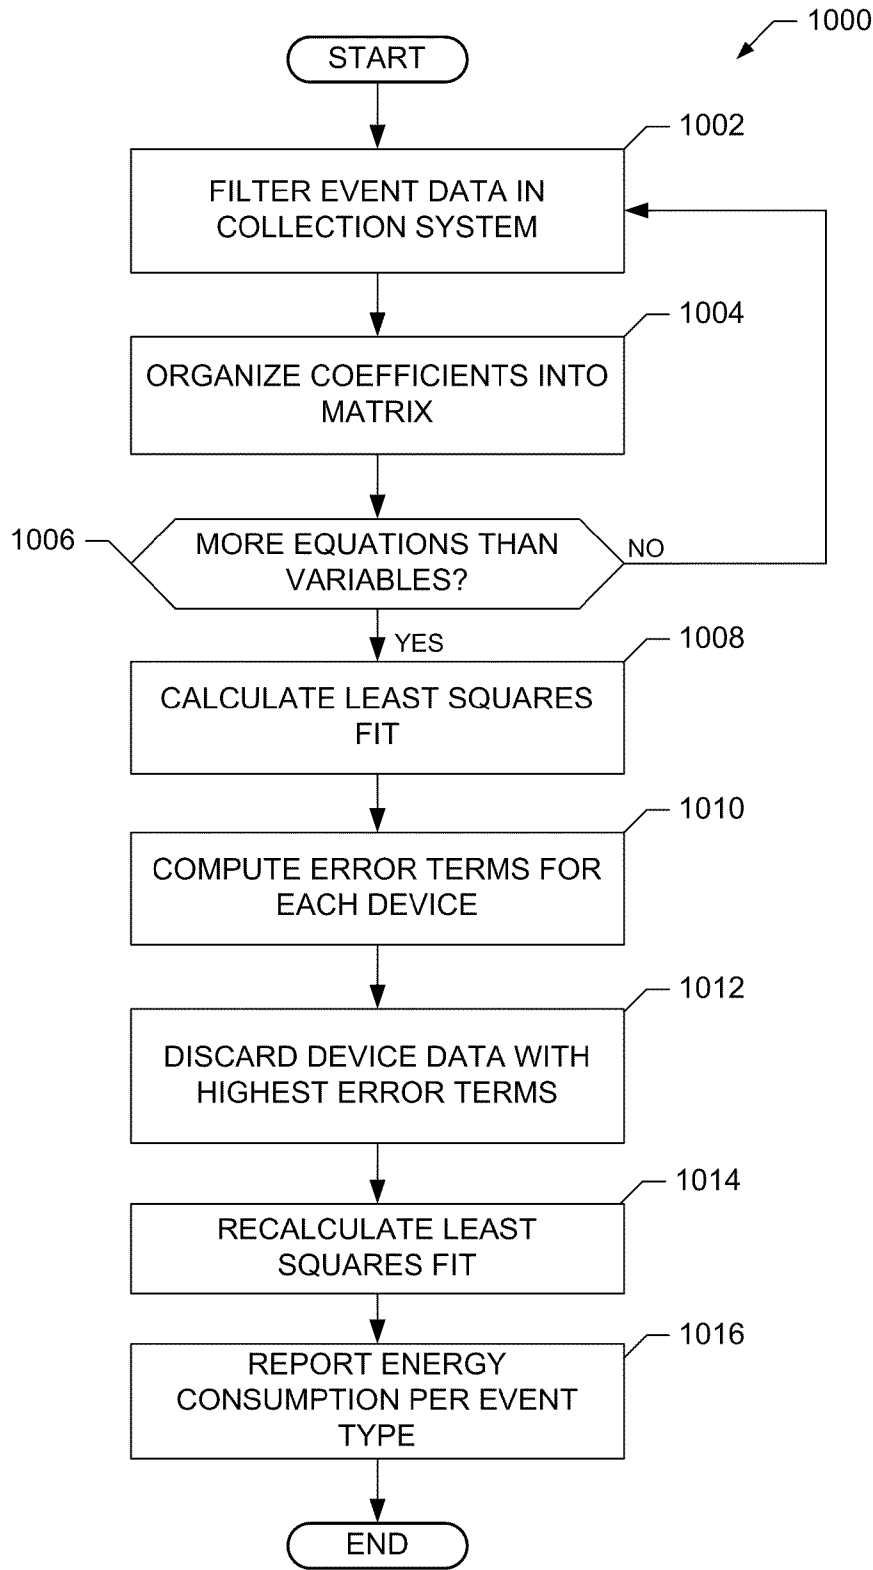 1000
START
1002
FILTER EVENT DATA IN
COLLECTION SYSTEM
1004
ORGANIZE COEFFICIENTS INTO
MATRIX
1006
MORE EQUATIONS THAN
VARIABLES?
NO
YES
1008
CALCULATE LEAST SQUARES
FIT
1010
COMPUTE ERROR TERMS FOR
EACH DEVICE
1012
DISCARD DEVICE DATA WITH
HIGHEST ERROR TERMS
1014
RECALCULATE LEAST
SQUARES FIT
1016
REPORT ENERGY
CONSUMPTION PER EVENT
TYPE
END